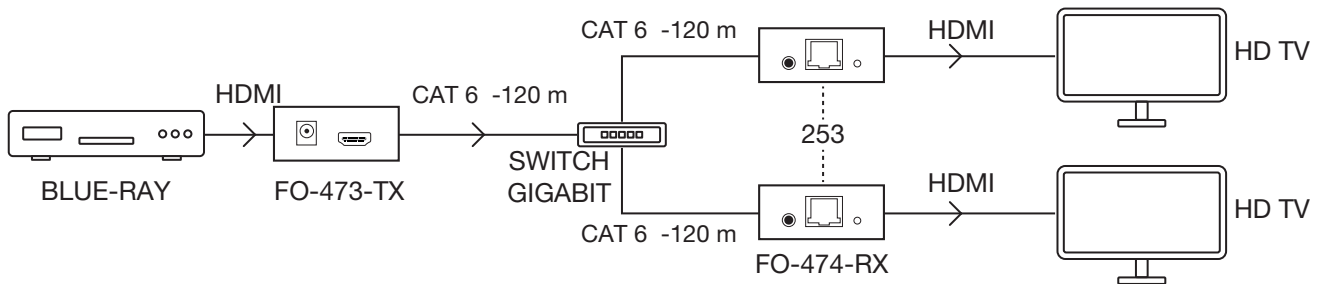 CAT 6 -120 m
HDMI
HD TV
HDMI
CAT 6 -120 m
253
SWITCH
GIGABIT
BLUE-RAY
FO-473-TX
HDMI
HD TV
CAT 6 -120 m
FO-474-RX